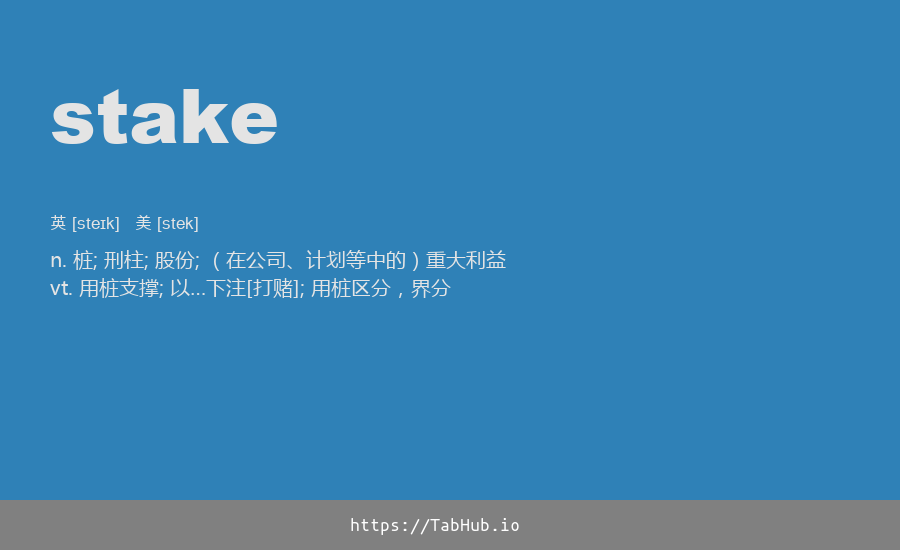 stake
英 [steɪk] 美 [stek]
n. 桩; 刑柱; 股份; （在公司、计划等中的）重大利益
vt. 用桩支撑; 以…下注[打赌]; 用桩区分，界分
https://TabHub.io